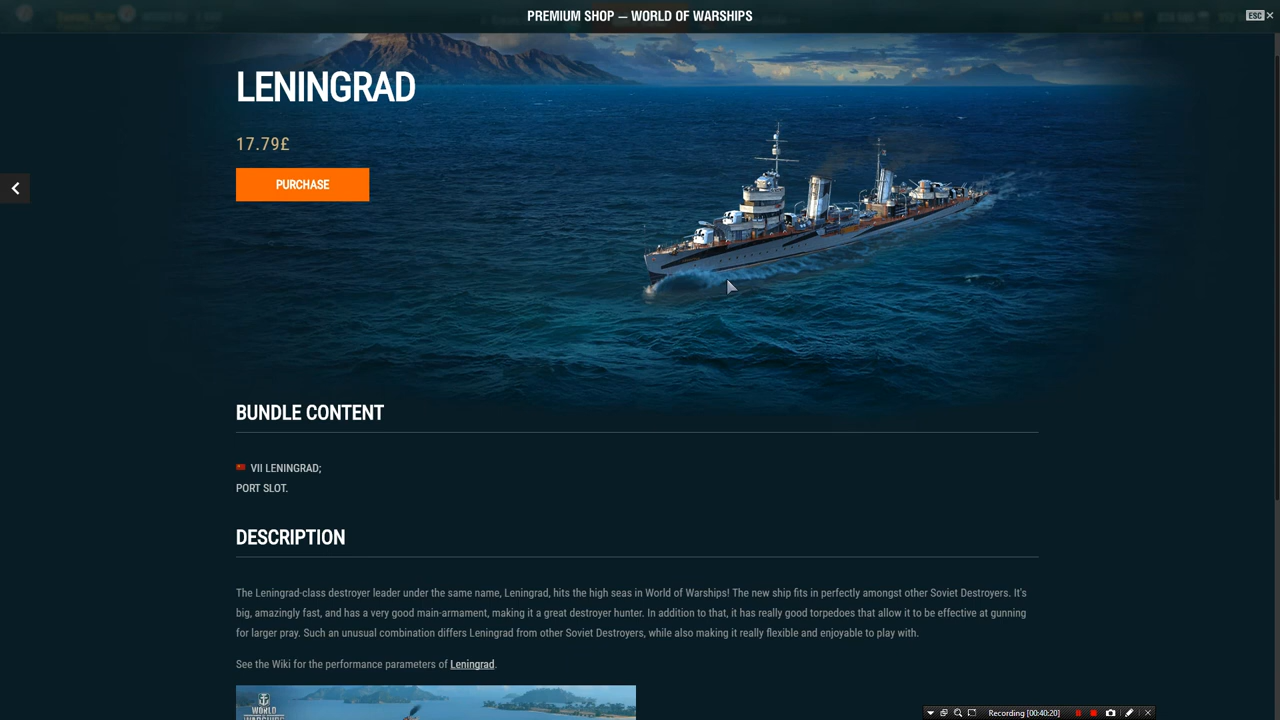 PREMIUM SHOP — WORLD OF WARSHIPS
ESC
LENINGRAD
17.79£
PURCHASE
BUNDLE CONTENT
VII LENINGRAD;
PORT SLOT.
DESCRIPTION
The Leningrad-class destroyer leader under the same name, Leningrad, hits the high seas in World of Warships! The new ship fits in perfectly amongst other Soviet Destroyers. It's
big, amazingly fast, and has a very good main-armament, making it a great destroyer hunter. In addition to that, it has really good torpedoes that allow it to be effective at gunning
for larger pray. Such an unusual combination differs Leningrad from other Soviet Destroyers, while also making it really flexible and enjoyable to play with.
See the Wiki for the performance parameters of Leningrad.
WORLD
WARSHIPS
Recording [00:40:20]